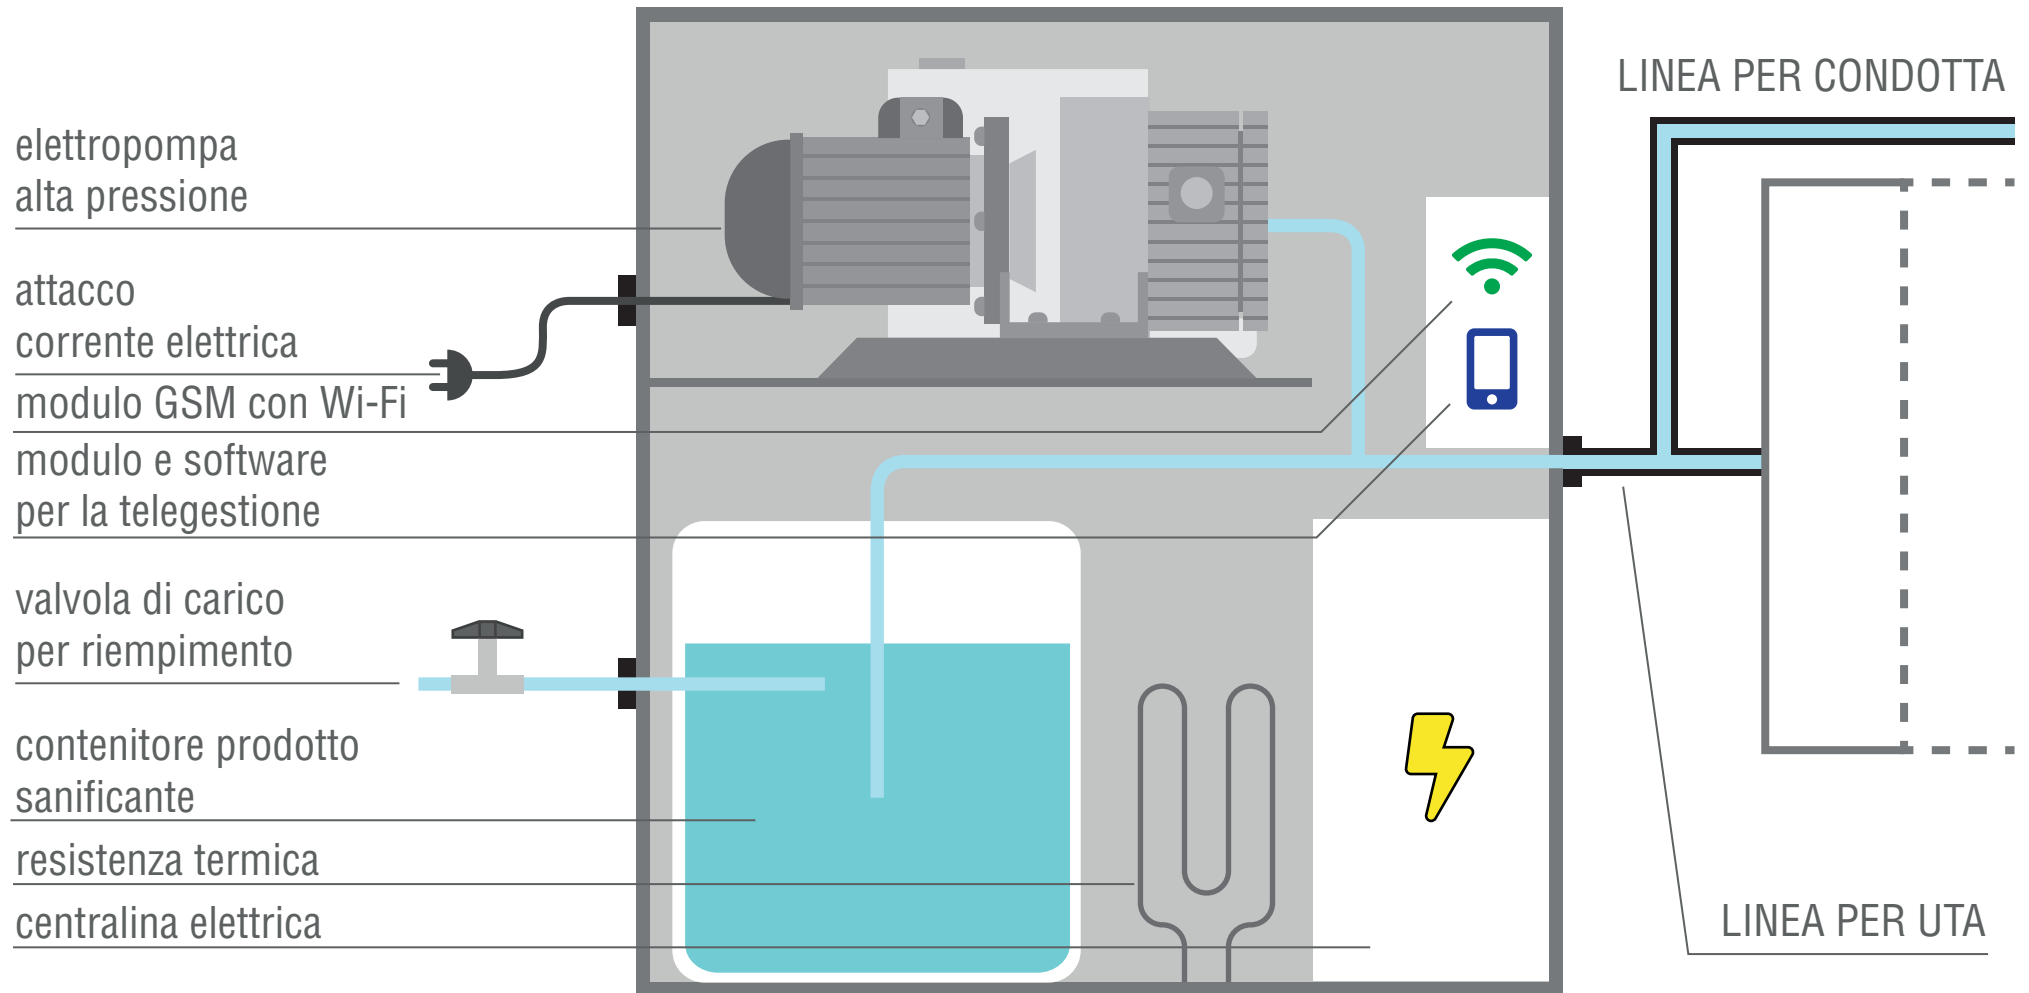 LINEA PER CONDOTTA
elettropompa
alta pressione
attacco
corrente elettrica
modulo GSM con Wi-Fi
modulo e software
per la telegestione
valvola di carico
per riempimento
contenitore prodotto
sanificante
resistenza termica
centralina elettrica
LINEA PER UTA